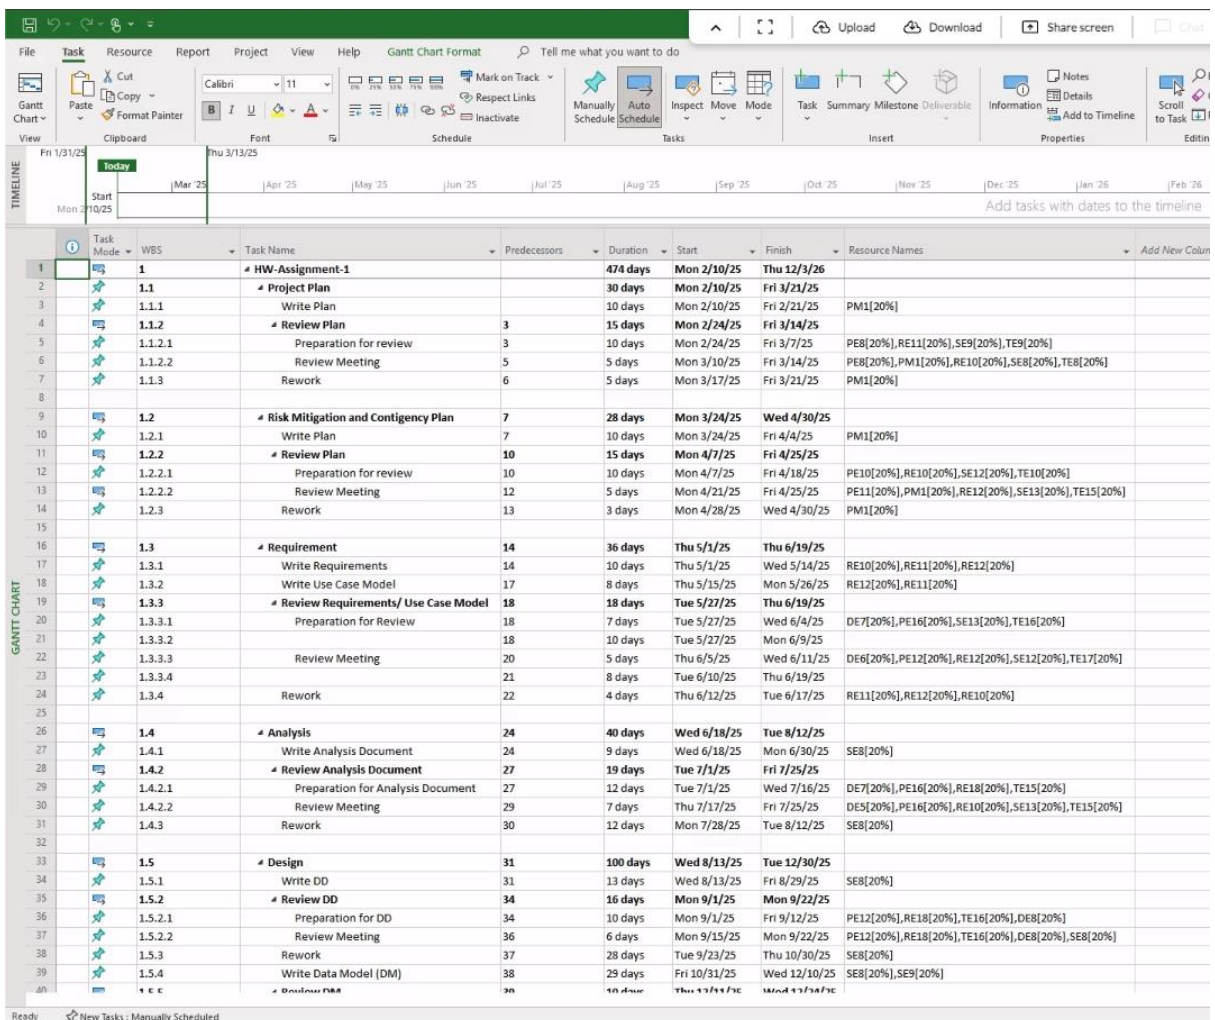 Upload Download Share screen Chat
File Task Resource Report Project View Help Gantt Chart Format Tell me what you want to do
Gantt Chart
View
Paste
Cut
Copy
Format Painter
Clipboard
Calibri 11
B I U A
Font
0% 25% 50% 75% 100%
Mark on Track
Respect Links
Inactivate
Schedule
Manually Schedule
Auto Schedule
Inspect Move Mode
Tasks
Task Summary Milestone Deliverable
Insert
Information
Notes
Details
Add to Timeline
Properties
Scroll to Task
Editin
TIMELINE
Fri 1/31/25 Thu 3/13/25
Today
Mar '25 Apr '25 May '25 Jun '25 Jul '25 Aug '25 Sep '25 Oct '25 Nov '25 Dec '25 Jan '26 Feb '26
Start
Mon 2/10/25
Add tasks with dates to the timeline
GANTT CHART
Task Mode WBS Task Name Predecessors Duration Start Finish Resource Names Add New Colum
1 1 HW-Assignment-1 474 days Mon 2/10/25 Thu 12/3/26
2 1.1 Project Plan 30 days Mon 2/10/25 Fri 3/21/25
3 1.1.1 Write Plan 10 days Mon 2/10/25 Fri 2/21/25 PM1[20%]
4 1.1.2 Review Plan 3 15 days Mon 2/24/25 Fri 3/14/25
5 1.1.2.1 Preparation for review 3 10 days Mon 2/24/25 Fri 3/7/25 PE8[20%],RE11[20%],SE9[20%],TE9[20%]
6 1.1.2.2 Review Meeting 5 5 days Mon 3/10/25 Fri 3/14/25 PE8[20%],PM1[20%],RE10[20%],SE8[20%],TE8[20%]
7 1.1.3 Rework 6 5 days Mon 3/17/25 Fri 3/21/25 PM1[20%]
8
9 1.2 Risk Mitigation and Contigency Plan 7 28 days Mon 3/24/25 Wed 4/30/25
10 1.2.1 Write Plan 7 10 days Mon 3/24/25 Fri 4/4/25 PM1[20%]
11 1.2.2 Review Plan 10 15 days Mon 4/7/25 Fri 4/25/25
12 1.2.2.1 Preparation for review 10 10 days Mon 4/7/25 Fri 4/18/25 PE10[20%],RE10[20%],SE12[20%],TE10[20%]
13 1.2.2.2 Review Meeting 12 5 days Mon 4/21/25 Fri 4/25/25 PE11[20%],PM1[20%],RE12[20%],SE13[20%],TE15[20%]
14 1.2.3 Rework 13 3 days Mon 4/28/25 Wed 4/30/25 PM1[20%]
15
16 1.3 Requirement 14 36 days Thu 5/1/25 Thu 6/19/25
17 1.3.1 Write Requirements 14 10 days Thu 5/1/25 Wed 5/14/25 RE10[20%],RE11[20%],RE12[20%]
18 1.3.2 Write Use Case Model 17 8 days Thu 5/15/25 Mon 5/26/25 RE12[20%],RE11[20%]
19 1.3.3 Review Requirements/ Use Case Model 18 18 days Tue 5/27/25 Thu 6/19/25
20 1.3.3.1 Preparation for Review 18 7 days Tue 5/27/25 Wed 6/4/25 DE7[20%],PE16[20%],SE13[20%],TE16[20%]
21 1.3.3.2 18 10 days Tue 5/27/25 Mon 6/9/25
22 1.3.3.3 Review Meeting 20 5 days Thu 6/5/25 Wed 6/11/25 DE6[20%],PE12[20%],RE12[20%],SE12[20%],TE17[20%]
23 1.3.3.4 21 8 days Tue 6/10/25 Thu 6/19/25
24 1.3.4 Rework 22 4 days Thu 6/12/25 Tue 6/17/25 RE11[20%],RE12[20%],RE10[20%]
25
26 1.4 Analysis 24 40 days Wed 6/18/25 Tue 8/12/25
27 1.4.1 Write Analysis Document 24 9 days Wed 6/18/25 Mon 6/30/25 SE8[20%]
28 1.4.2 Review Analysis Document 27 19 days Tue 7/1/25 Fri 7/25/25
29 1.4.2.1 Preparation for Analysis Document 27 12 days Tue 7/1/25 Wed 7/16/25 DE7[20%],PE16[20%],RE18[20%],TE15[20%]
30 1.4.2.2 Review Meeting 29 7 days Thu 7/17/25 Fri 7/25/25 DE5[20%],PE16[20%],RE10[20%],SE13[20%],TE15[20%]
31 1.4.3 Rework 30 12 days Mon 7/28/25 Tue 8/12/25 SE8[20%]
32
33 1.5 Design 31 100 days Wed 8/13/25 Tue 12/30/25
34 1.5.1 Write DD 31 13 days Wed 8/13/25 Fri 8/29/25 SE8[20%]
35 1.5.2 Review DD 34 16 days Mon 9/1/25 Mon 9/22/25
36 1.5.2.1 Preparation for DD 34 10 days Mon 9/1/25 Fri 9/12/25 PE12[20%],RE18[20%],TE16[20%],DE8[20%]
37 1.5.2.2 Review Meeting 36 6 days Mon 9/15/25 Mon 9/22/25 PE12[20%],RE18[20%],TE16[20%],DE8[20%],SE8[20%]
38 1.5.3 Rework 37 28 days Tue 9/23/25 Thu 10/30/25 SE8[20%]
39 1.5.4 Write Data Model (DM) 38 29 days Fri 10/31/25 Wed 12/10/25 SE8[20%],SE9[20%]
40 1.5.5 Review DM 39 10 days Thu 12/11/25 Wed 12/24/25
Ready New Tasks : Manually Scheduled